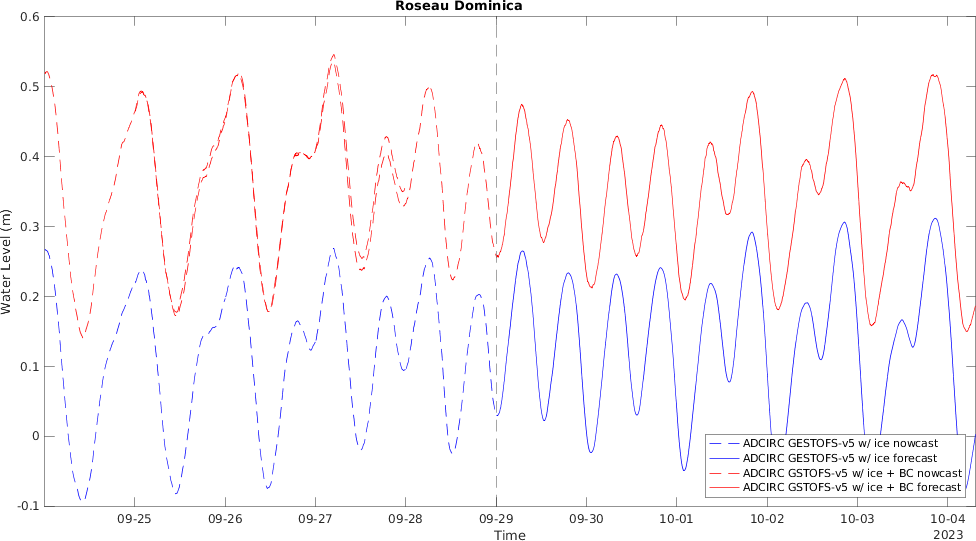 Roseau Dominica
0.6
0.5
0.4
0.3
0.2
0.1
0
-0.1
Water Level (m)
09-25
09-26
09-27
09-28
09-29
09-30
10-01
10-02
10-03
10-04
2023
Time
ADCIRC GESTOFS-v5 w/ ice nowcast
ADCIRC GESTOFS-v5 w/ ice forecast
ADCIRC GSTOFS-v5 w/ ice + BC nowcast
ADCIRC GSTOFS-v5 w/ ice + BC forecast